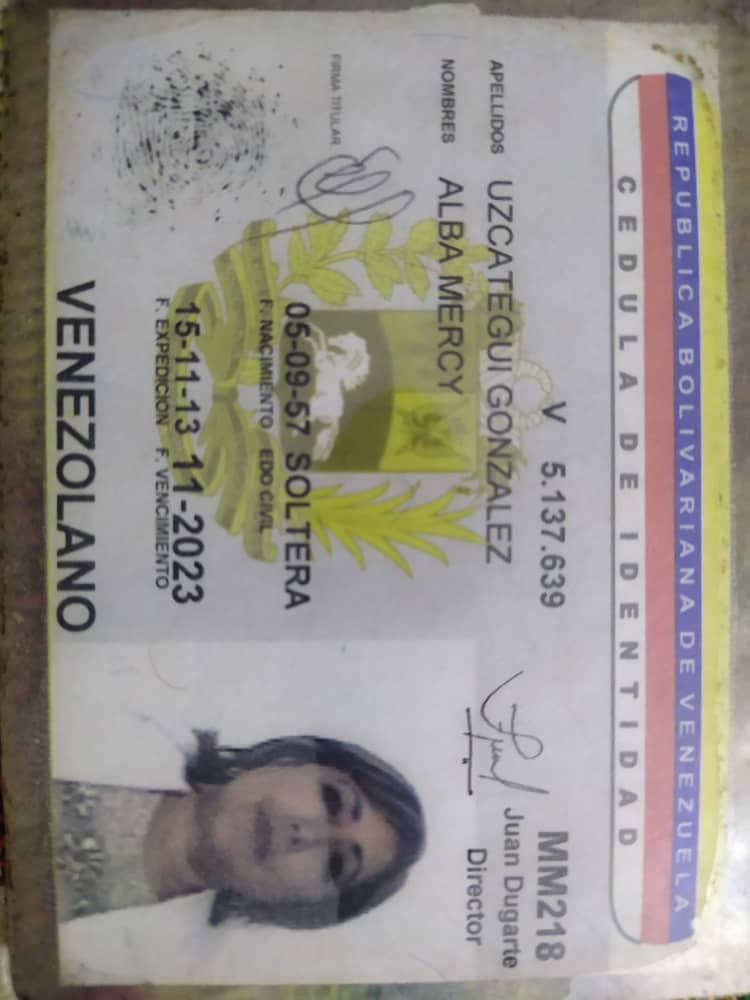 REPUBLICA BOLIVARIANA DE VENEZUELA
CEDULA DE IDENTIDAD
V 5.137.639
MM218
Juan Dugarte
Director
APELLIDOS UZCATEGUI GONZALEZ
NOMBRES ALBA MERCY
FIRMA TITULAR
05-09-57 SOLTERA
F. NACIMIENTO EDO CIVIL
15-11-13 11-2023
F. EXPEDICION F. VENCIMIENTO
VENEZOLANO